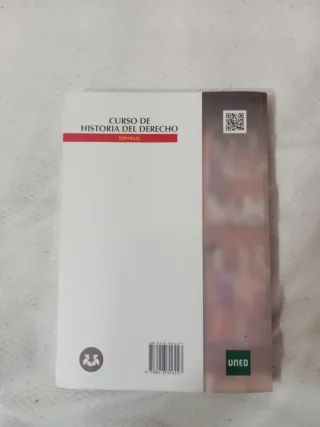 CURSO DE
HISTORIA DEL DERECHO
ESPAÑOL
UNED